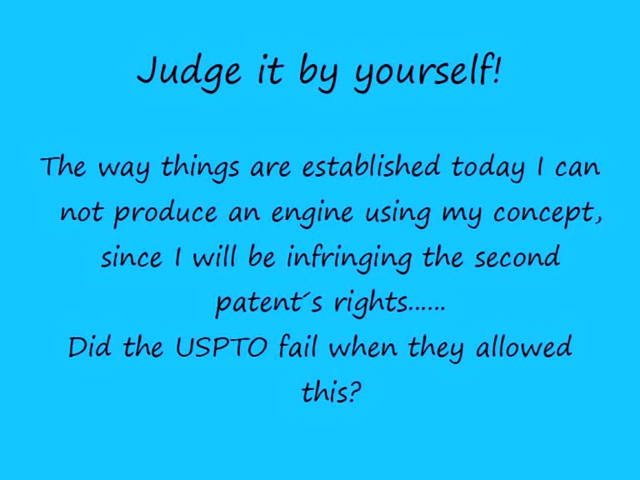 Judge it by yourself!
The way things are established today I can
not produce an engine using my concept,
since I will be infringing the second
patent´s rights......
Did the USPTO fail when they allowed
this?